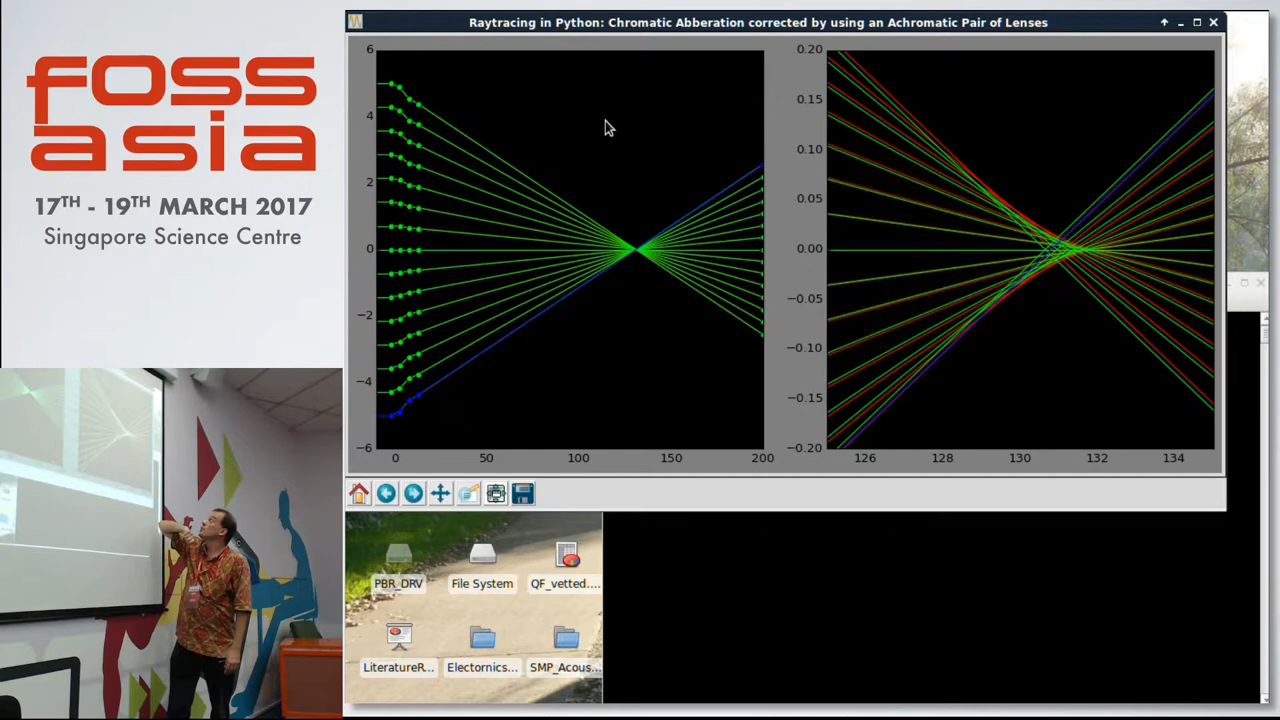 foss
asia
17TH - 19TH MARCH 2017
Singapore Science Centre
Raytracing in Python: Chromatic Abberation corrected by using an Achromatic Pair of Lenses
6
4
2
0
−2
−4
−6
0 50 100 150 200
0.20
0.15
0.10
0.05
0.00
−0.05
−0.10
−0.15
−0.20
126 128 130 132 134
PBR_DRV File System QF_vetted....
LiteratureR... Electornics... SMP_Acous...